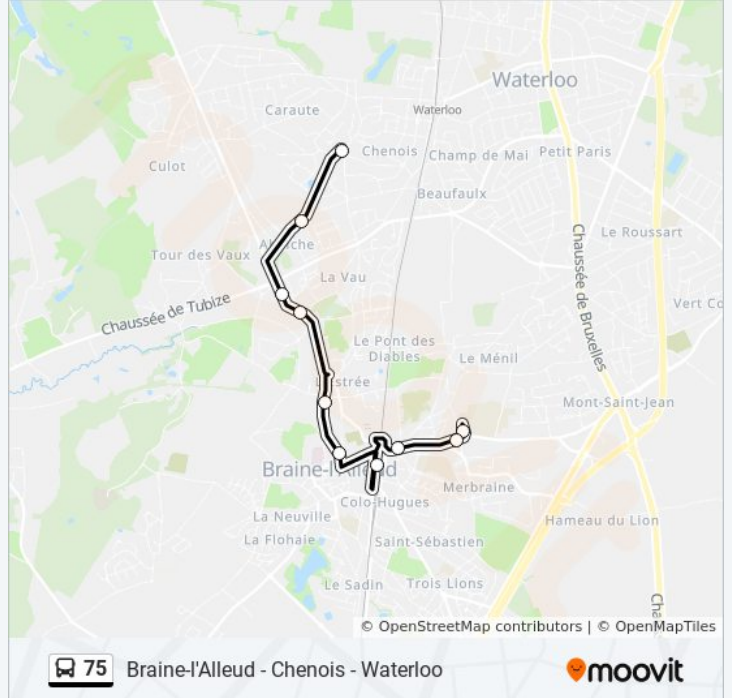 Waterloo
Caraute
Waterloo
Chenois
Champ de Mai
Petit Paris
Culot
Beaufaulx
Le Roussart
Tour des Vaux
La Vau
Chaussée de Tubize
Chaussée de Bruxelles
Le Pont des
Diables
Le Ménil
Mont-Saint-Jean
Braine-l'Alleud
Merbraine
Colo-Hugues
La Neuville
Hameau du Lion
La Flohaie
Saint-Sébastien
Le Sadin
Trois Lions
© OpenStreetMap contributors | © OpenMapTiles
75 Braine-l'Alleud - Chenois - Waterloo
moovit